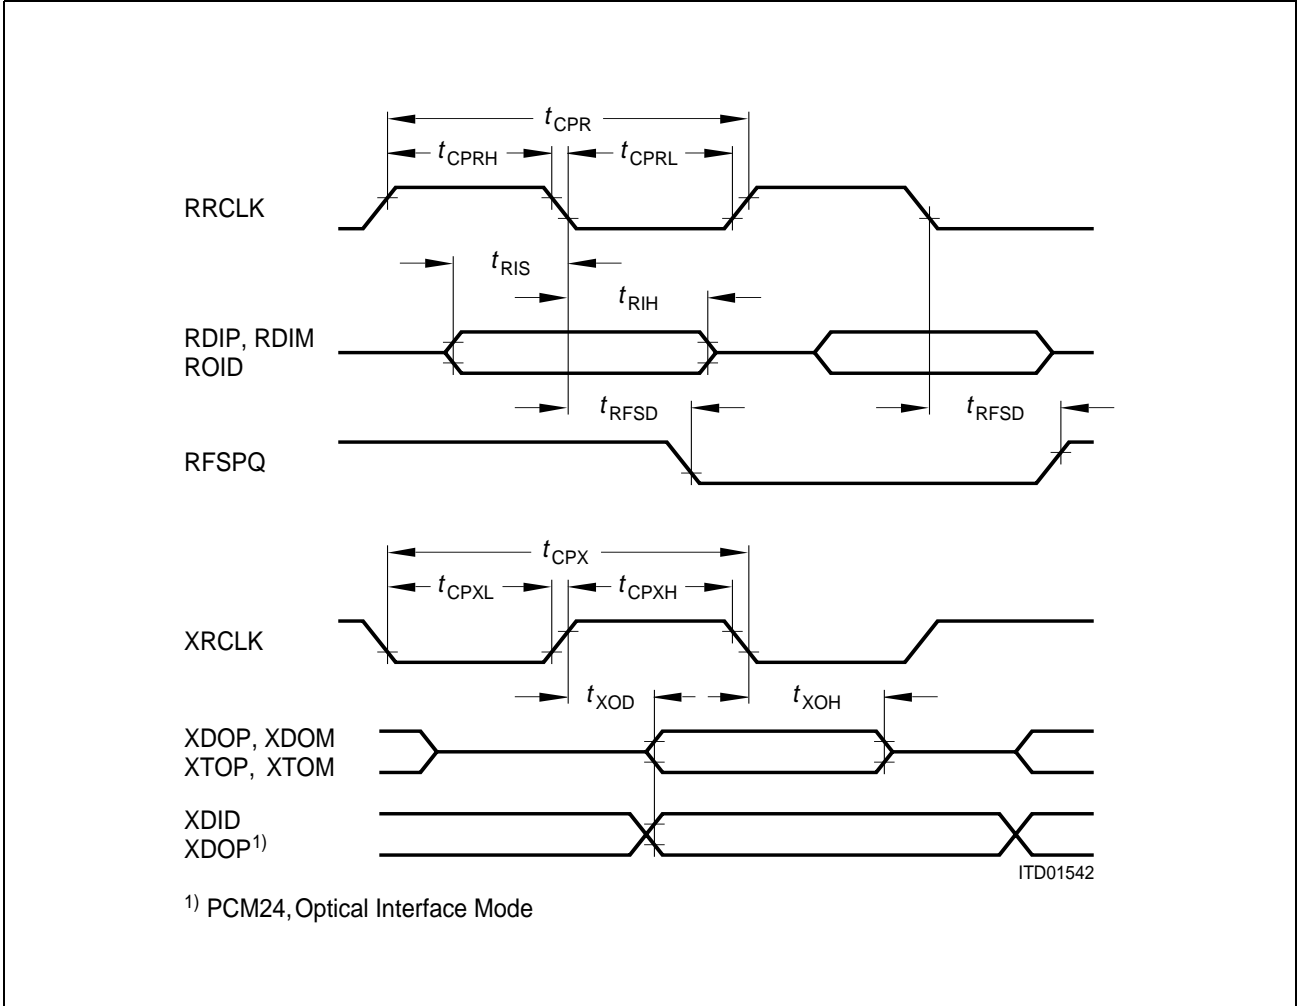 tCPR
tCPRH tCPRL
RRCLK
tRIS
tRIH
RDIP, RDIM
ROID
tRFSD tRFSD
RFSPQ
tCPX
tCPXL tCPXH
XRCLK
tXOD tXOH
XDOP, XDOM
XTOP, XTOM
XDID
XDOP1)
ITD01542
1) PCM24, Optical Interface Mode